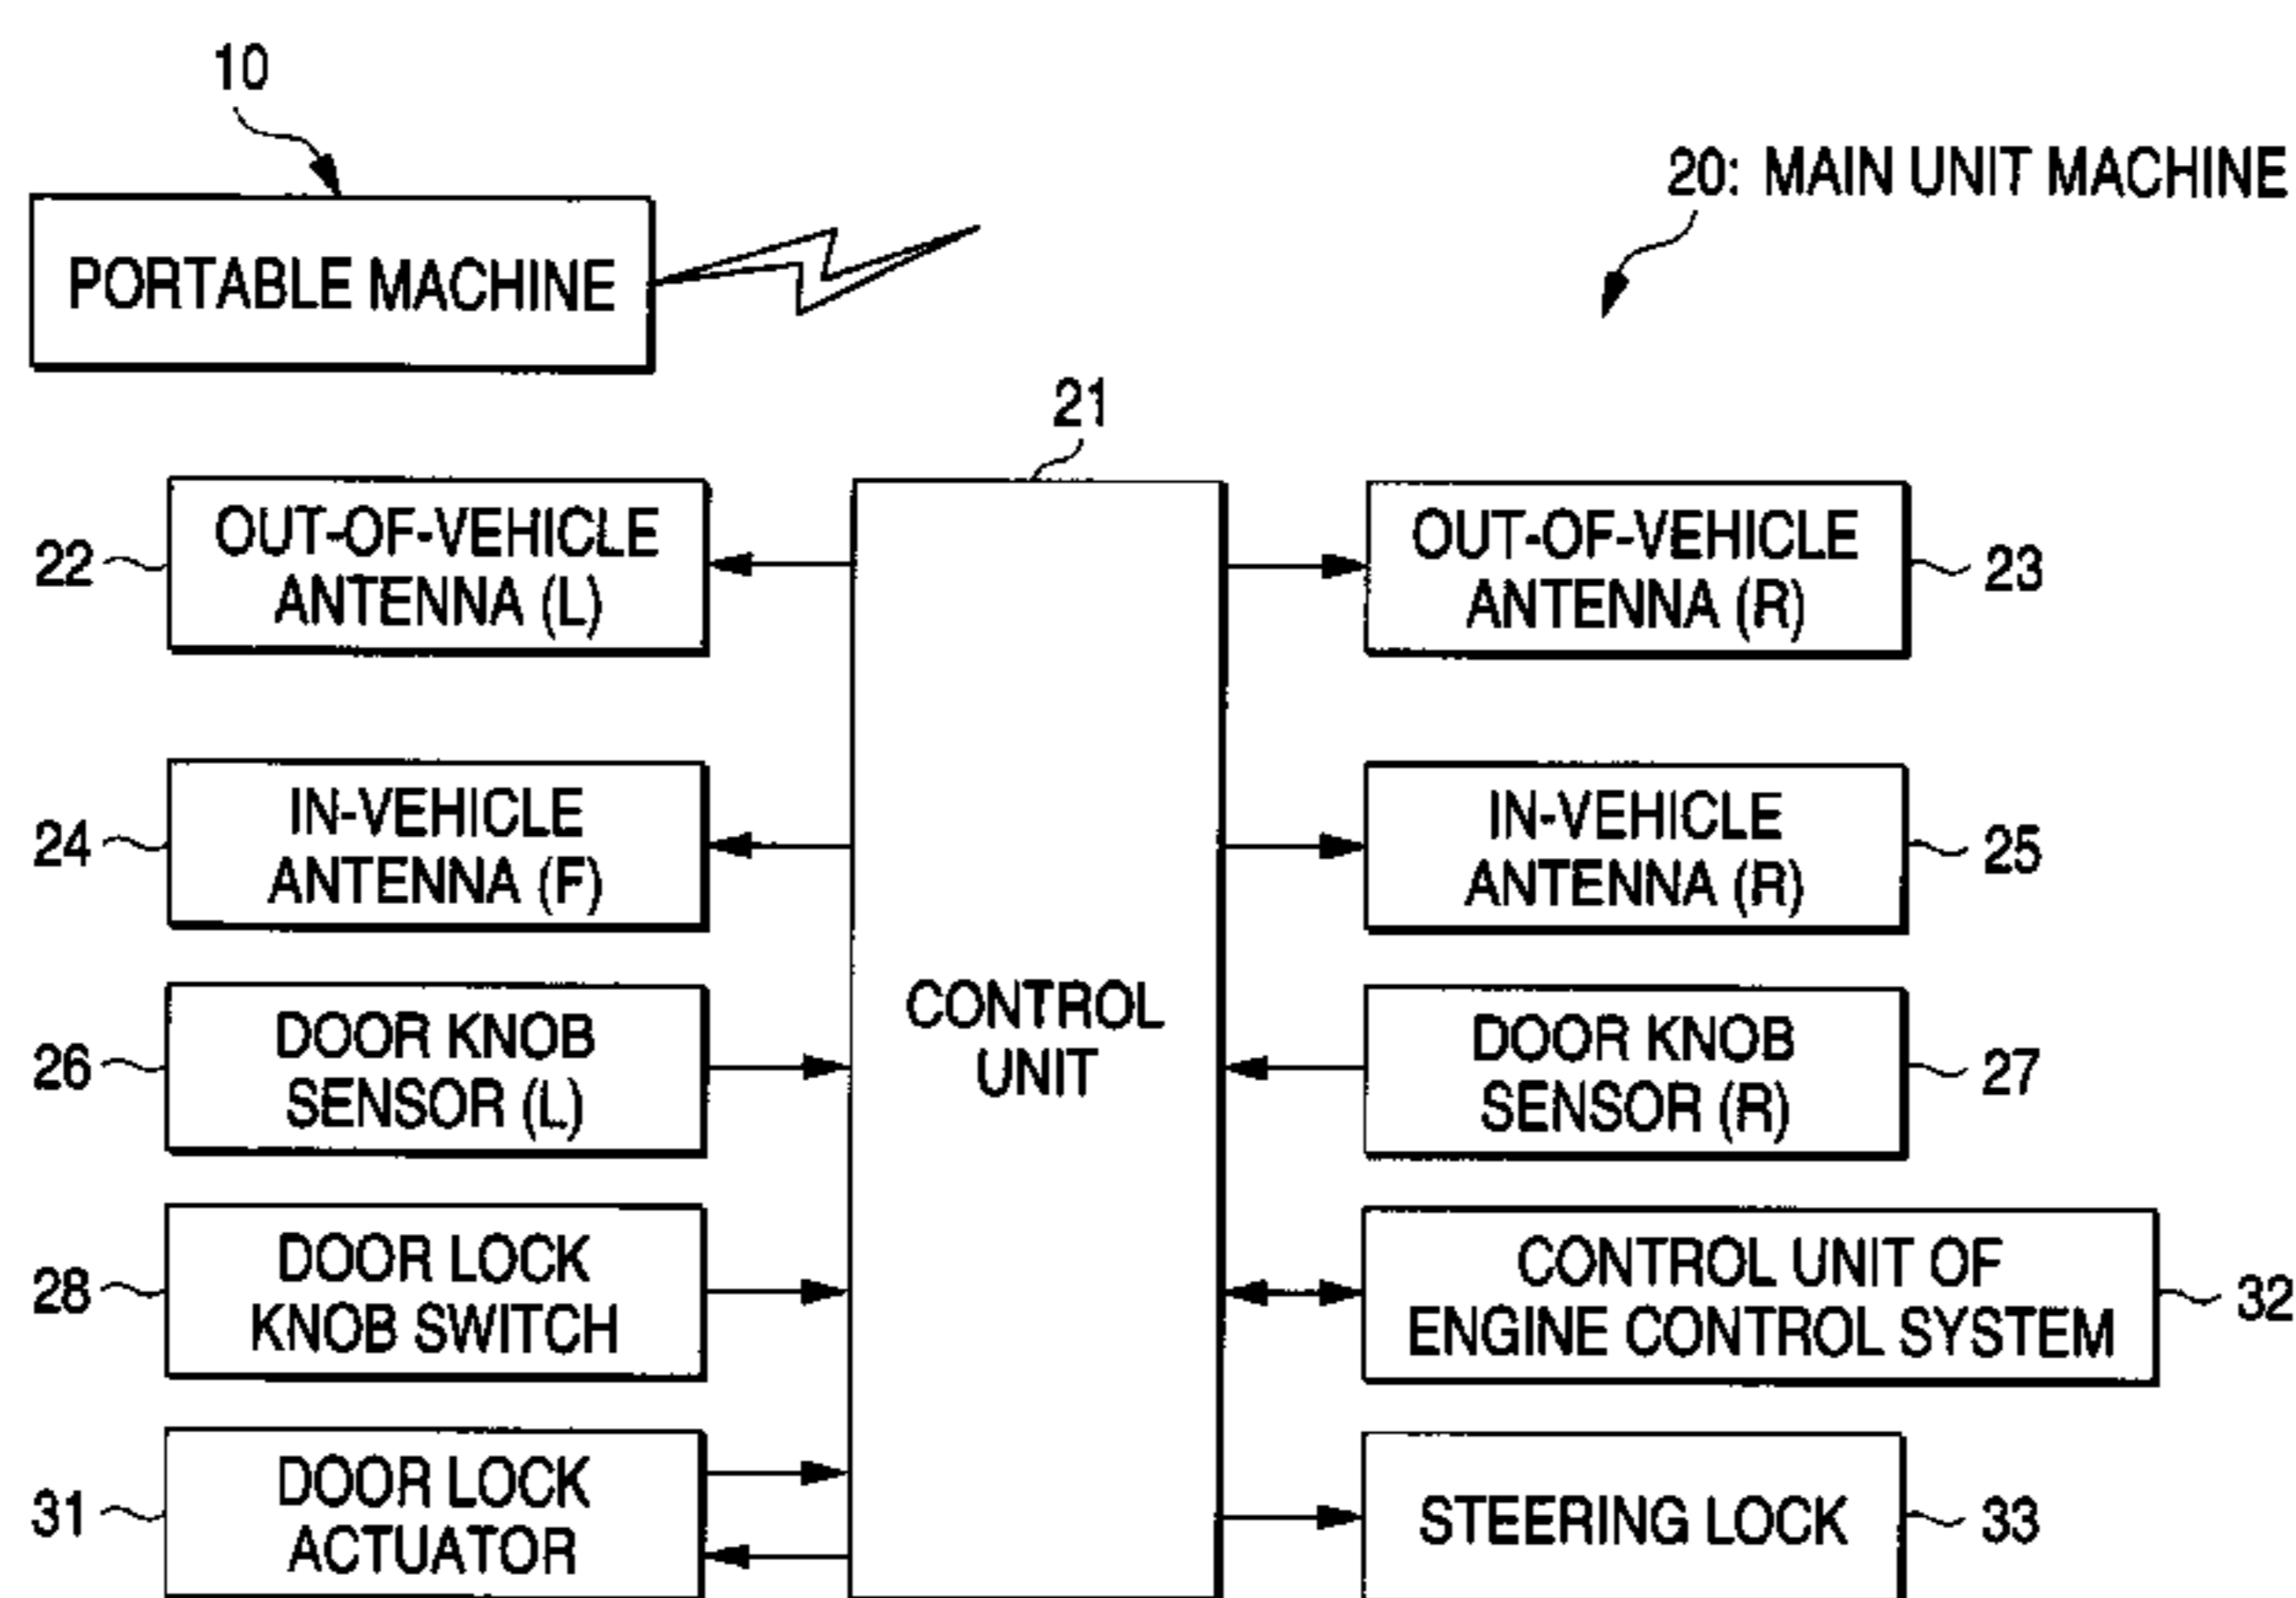 10
20: MAIN UNIT MACHINE
PORTABLE MACHINE
21
22
OUT-OF-VEHICLE
ANTENNA (L)
OUT-OF-VEHICLE
ANTENNA (R)
23
24
IN-VEHICLE
ANTENNA (F)
IN-VEHICLE
ANTENNA (R)
25
CONTROL
UNIT
26
DOOR KNOB
SENSOR (L)
DOOR KNOB
SENSOR (R)
27
28
DOOR LOCK
KNOB SWITCH
CONTROL UNIT OF
ENGINE CONTROL SYSTEM
32
31
DOOR LOCK
ACTUATOR
STEERING LOCK
33